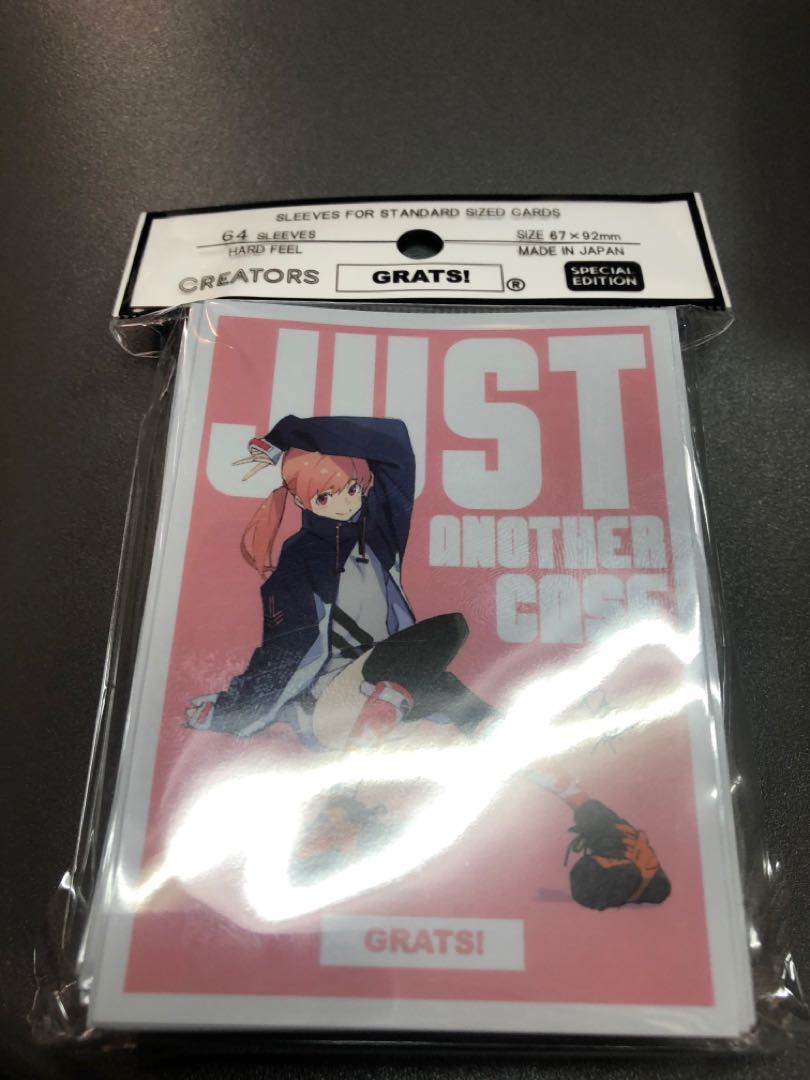 SLEEVES FOR STANDARD SIZED CARDS
64 SLEEVES SIZE 67×92mm
HARD FEEL MADE IN JAPAN
CREATORS GRATS! ® SPECIAL EDITION
JUST
ANOTHER
CASE
GRATS!